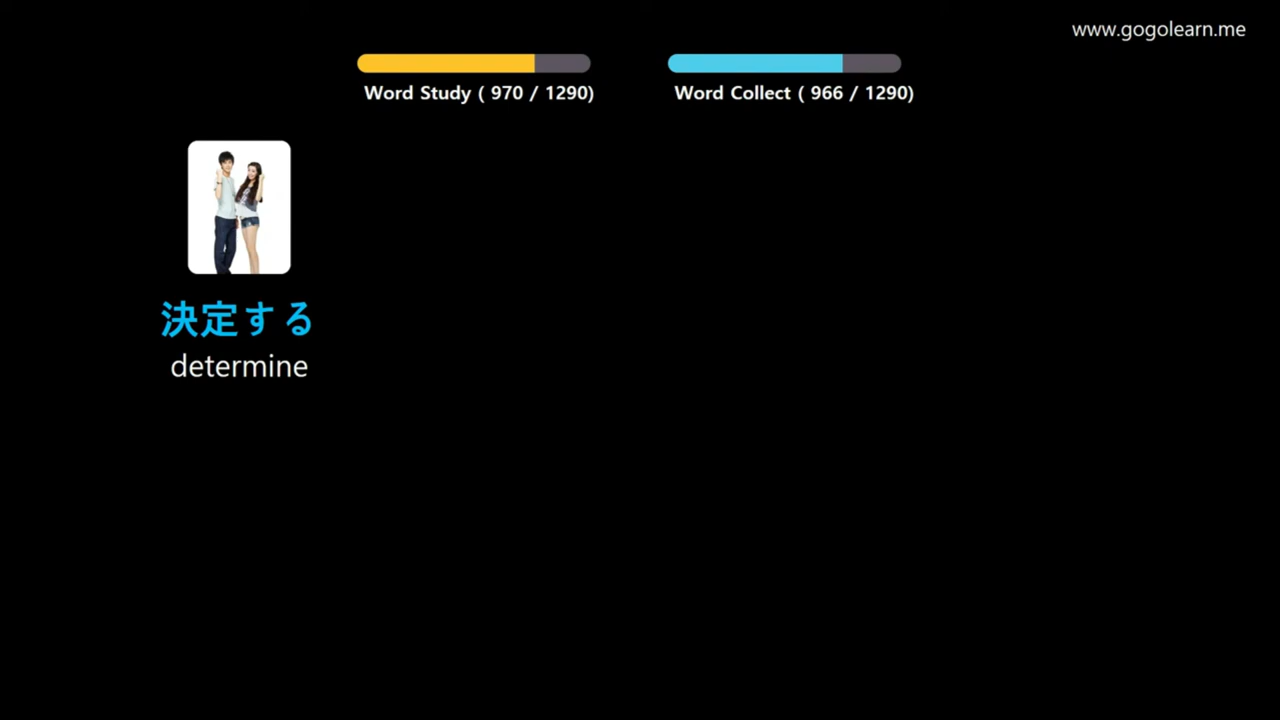 www.gogolearn.me
Word Study ( 970 / 1290)
Word Collect ( 966 / 1290)
決定する
determine